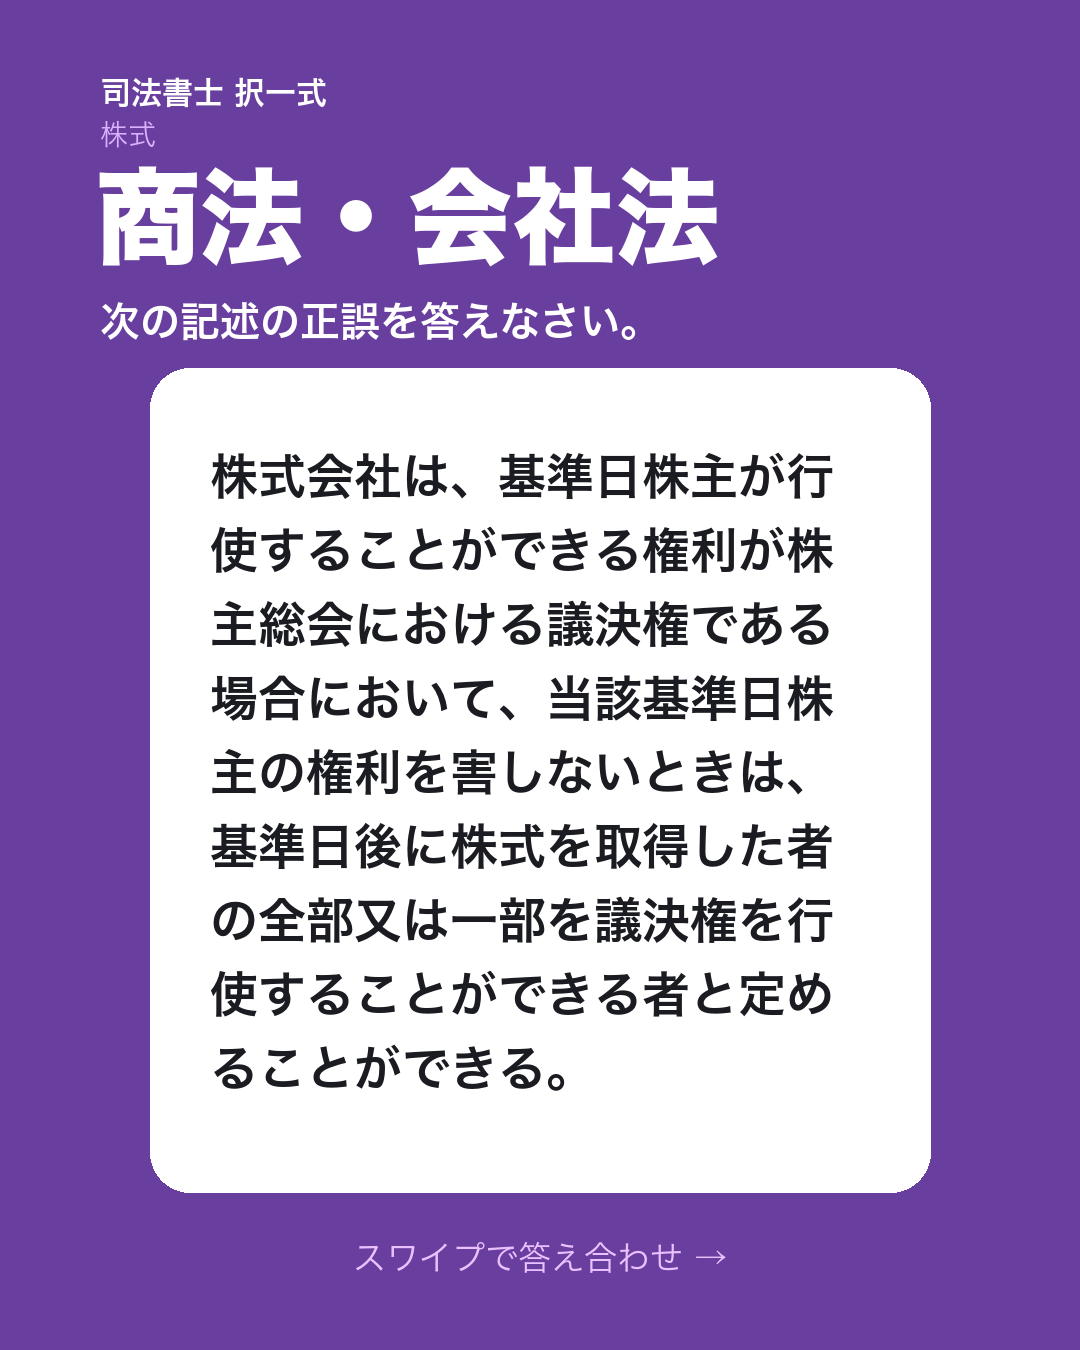 司法書士 択一式
株式
商法・会社法
次の記述の正誤を答えなさい。
株式会社は、基準日株主が行
使することができる権利が株
主総会における議決権である
場合において、当該基準日株
主の権利を害しないときは、
基準日後に株式を取得した者
の全部又は一部を議決権を行
使することができる者と定め
ることができる。
スワイプで答え合わせ →